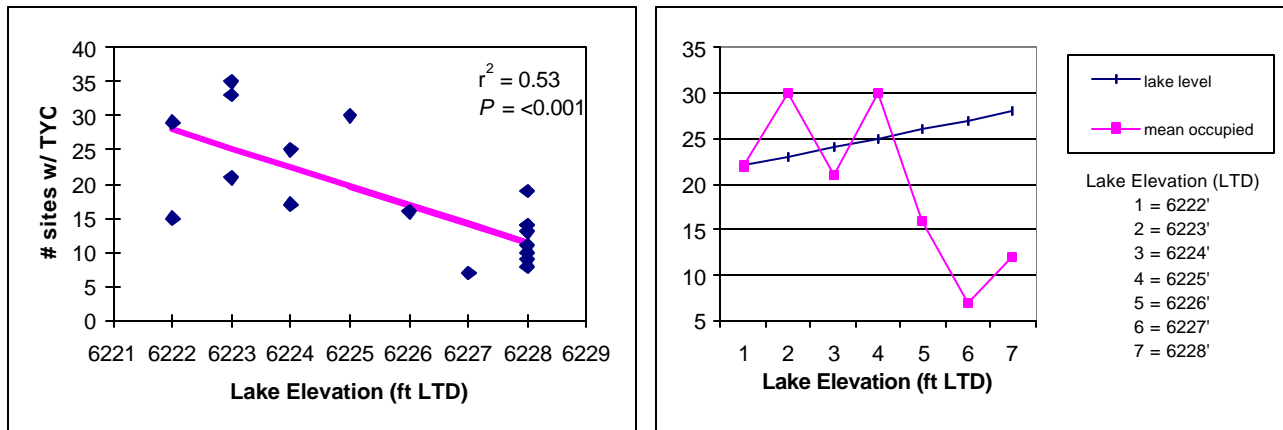 40
35
30
25
20
15
10
5
0
# sites w/ TYC
r² = 0.53
P = <0.001
6221 6222 6223 6224 6225 6226 6227 6228 6229
Lake Elevation (ft LTD)
35
30
25
20
15
10
5
1 2 3 4 5 6 7
Lake Elevation (ft LTD)
lake level
mean occupied
Lake Elevation (LTD)
1 = 6222'
2 = 6223'
3 = 6224'
4 = 6225'
5 = 6226'
6 = 6227'
7 = 6228'